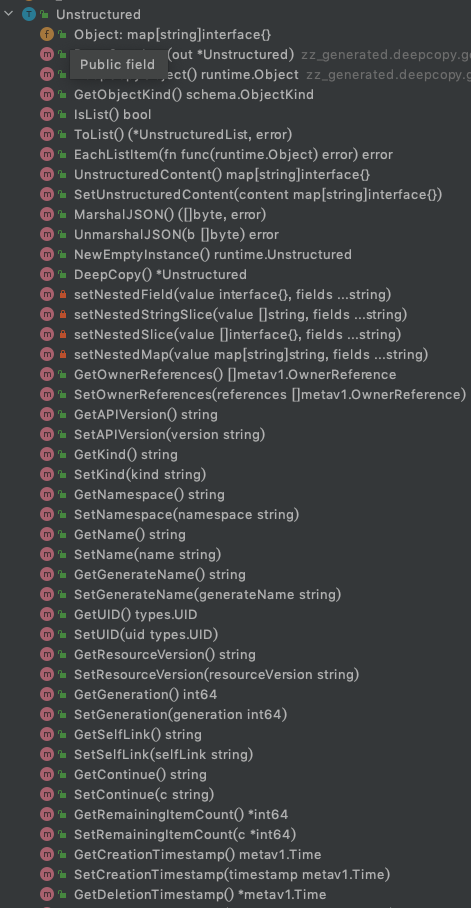 Unstructured
Object: map[string]interface{}
(out *Unstructured) zz_generated.deepcopy.g
Public field
() runtime.Object zz_generated.deepcopy.g
GetObjectKind() schema.ObjectKind
IsList() bool
ToList() (*UnstructuredList, error)
EachListItem(fn func(runtime.Object) error) error
UnstructuredContent() map[string]interface{}
SetUnstructuredContent(content map[string]interface{})
MarshalJSON() ([]byte, error)
UnmarshalJSON(b []byte) error
NewEmptyInstance() runtime.Unstructured
DeepCopy() *Unstructured
setNestedField(value interface{}, fields ...string)
setNestedStringSlice(value []string, fields ...string)
setNestedSlice(value []interface{}, fields ...string)
setNestedMap(value map[string]string, fields ...string)
GetOwnerReferences() []metav1.OwnerReference
SetOwnerReferences(references []metav1.OwnerReference)
GetAPIVersion() string
SetAPIVersion(version string)
GetKind() string
SetKind(kind string)
GetNamespace() string
SetNamespace(namespace string)
GetName() string
SetName(name string)
GetGenerateName() string
SetGenerateName(generateName string)
GetUID() types.UID
SetUID(uid types.UID)
GetResourceVersion() string
SetResourceVersion(resourceVersion string)
GetGeneration() int64
SetGeneration(generation int64)
GetSelfLink() string
SetSelfLink(selfLink string)
GetContinue() string
SetContinue(c string)
GetRemainingItemCount() *int64
SetRemainingItemCount(c *int64)
GetCreationTimestamp() metav1.Time
SetCreationTimestamp(timestamp metav1.Time)
GetDeletionTimestamp() *metav1.Time